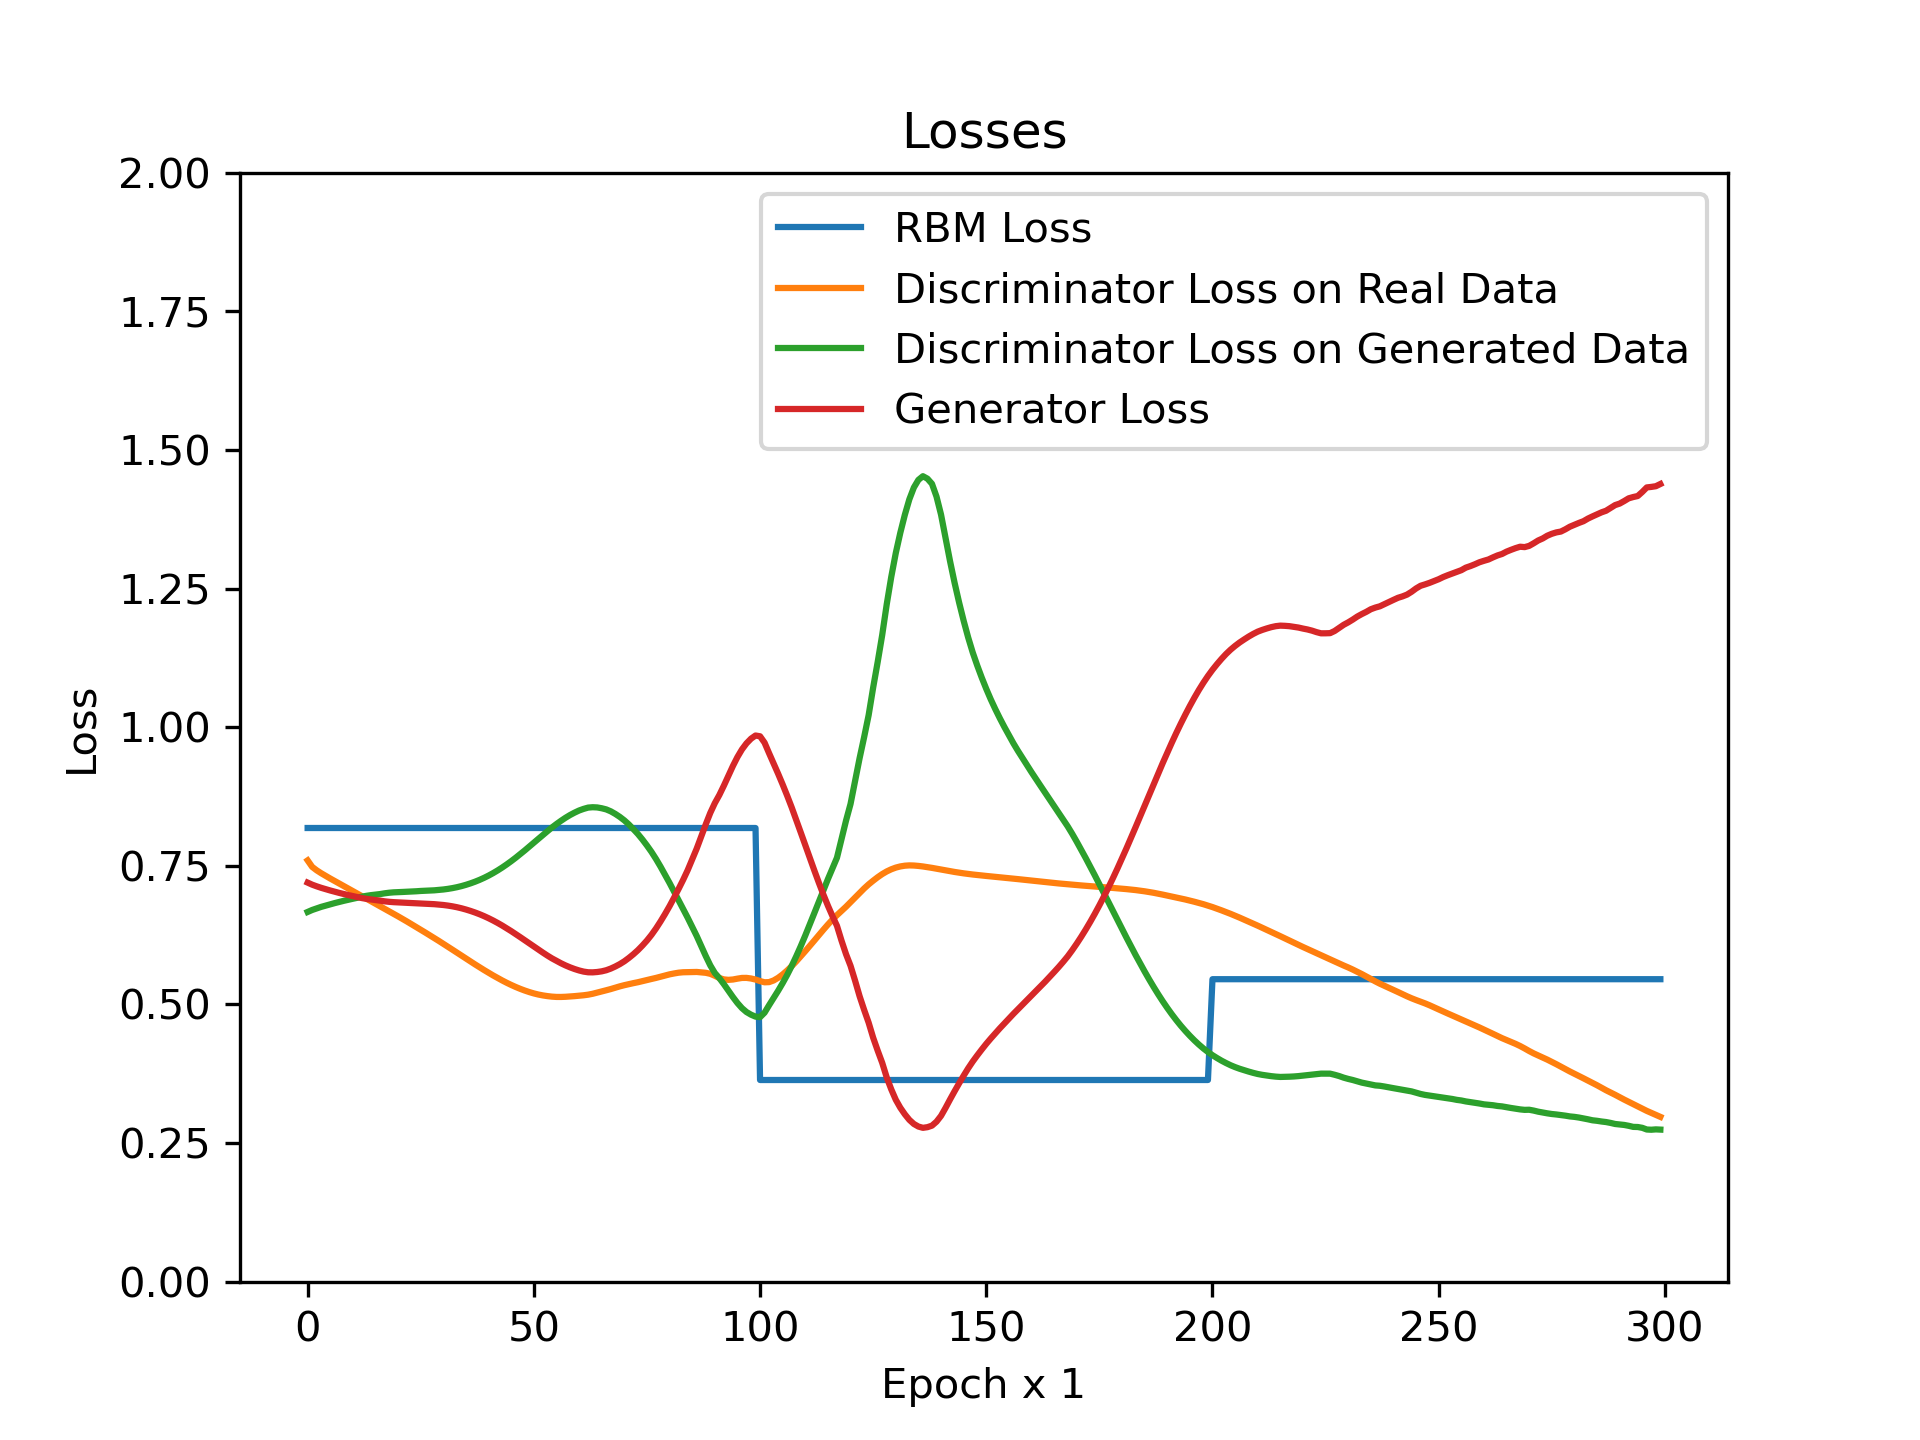 Losses
2.00
1.75
1.50
1.25
1.00
0.75
0.50
0.25
0.00
Loss
RBM Loss
Discriminator Loss on Real Data
Discriminator Loss on Generated Data
Generator Loss
0 50 100 150 200 250 300
Epoch x 1